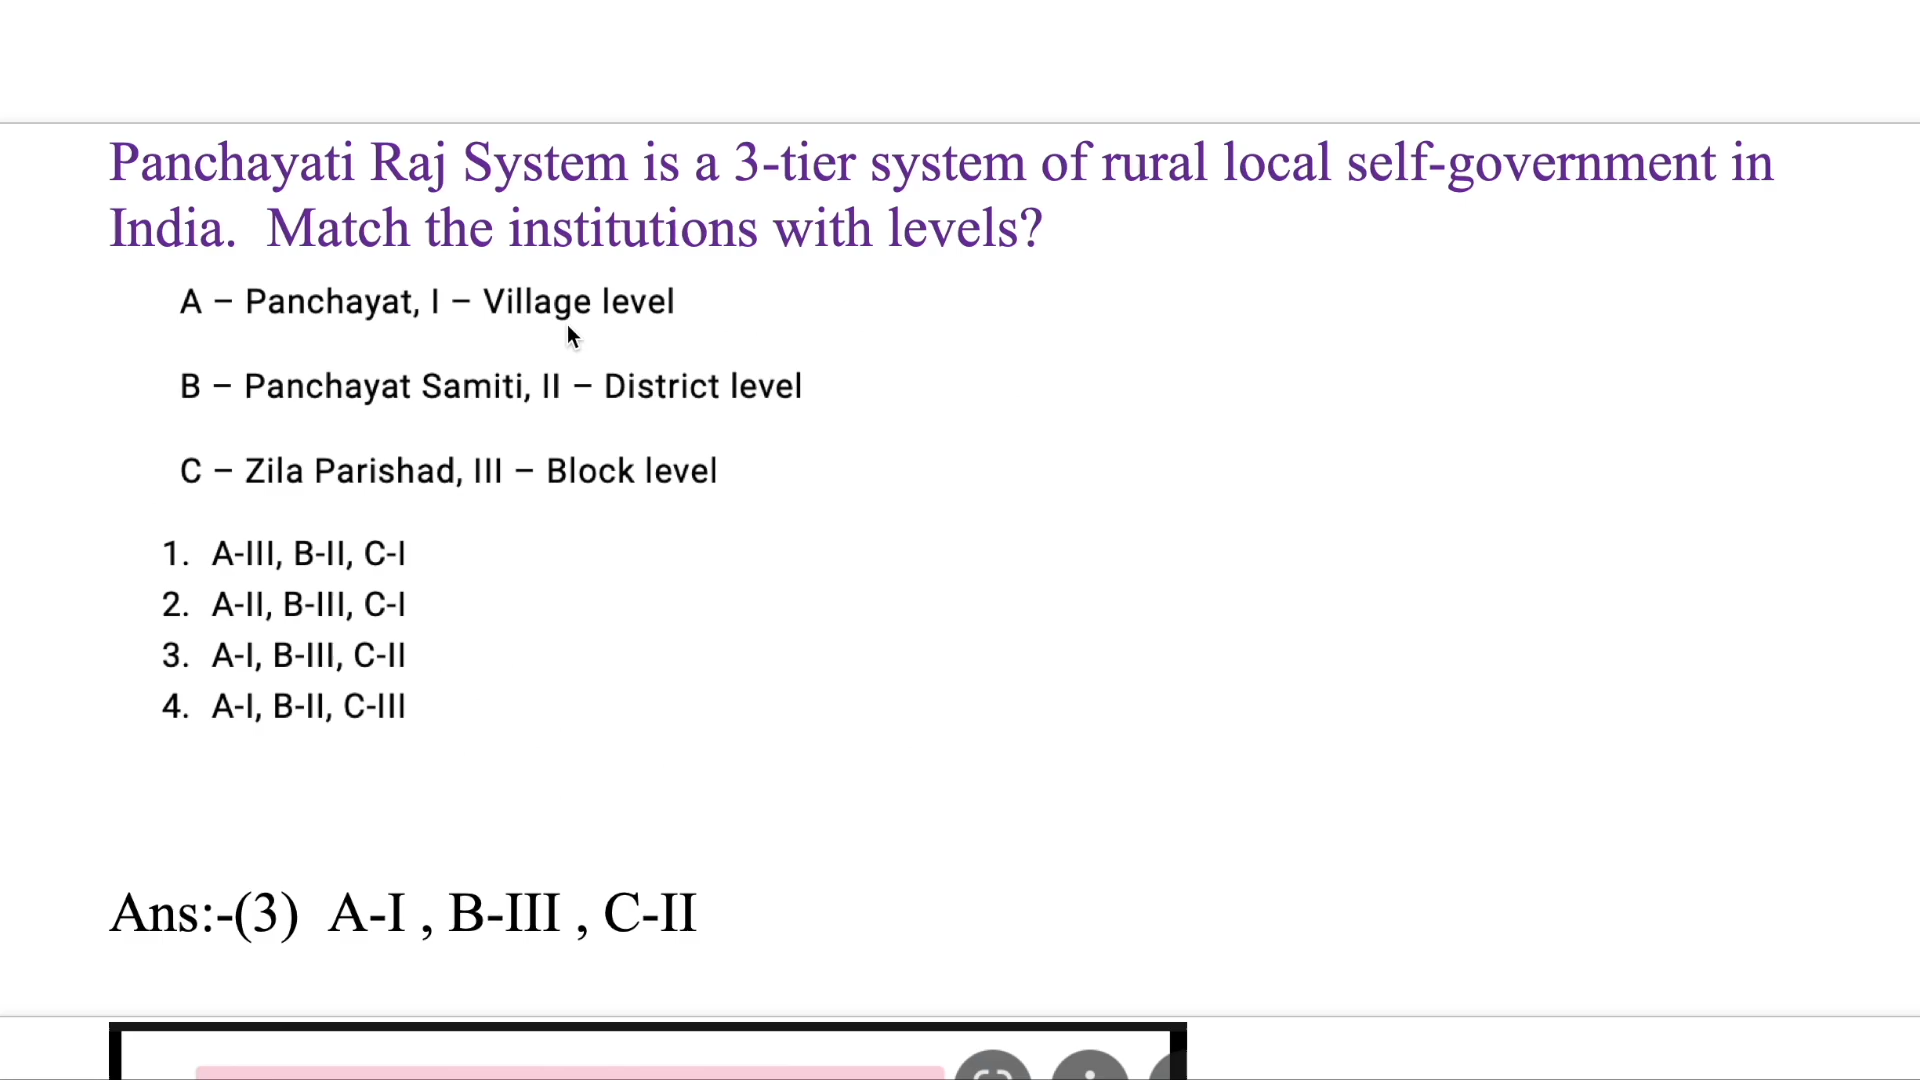 Panchayati Raj System is a 3-tier system of rural local self-government in
India.  Match the institutions with levels?
A – Panchayat, I – Village level
B – Panchayat Samiti, II – District level
C – Zila Parishad, III – Block level
1. A-III, B-II, C-I
2. A-II, B-III, C-I
3. A-I, B-III, C-II
4. A-I, B-II, C-III
Ans:-(3)  A-I , B-III , C-II